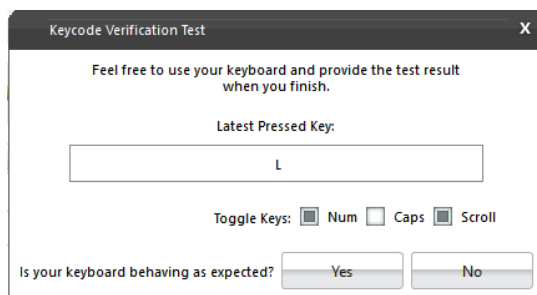 Keycode Verification Test X
Feel free to use your keyboard and provide the test result
when you finish.
Latest Pressed Key:
L
Toggle Keys: Num Caps Scroll
Is your keyboard behaving as expected? Yes No